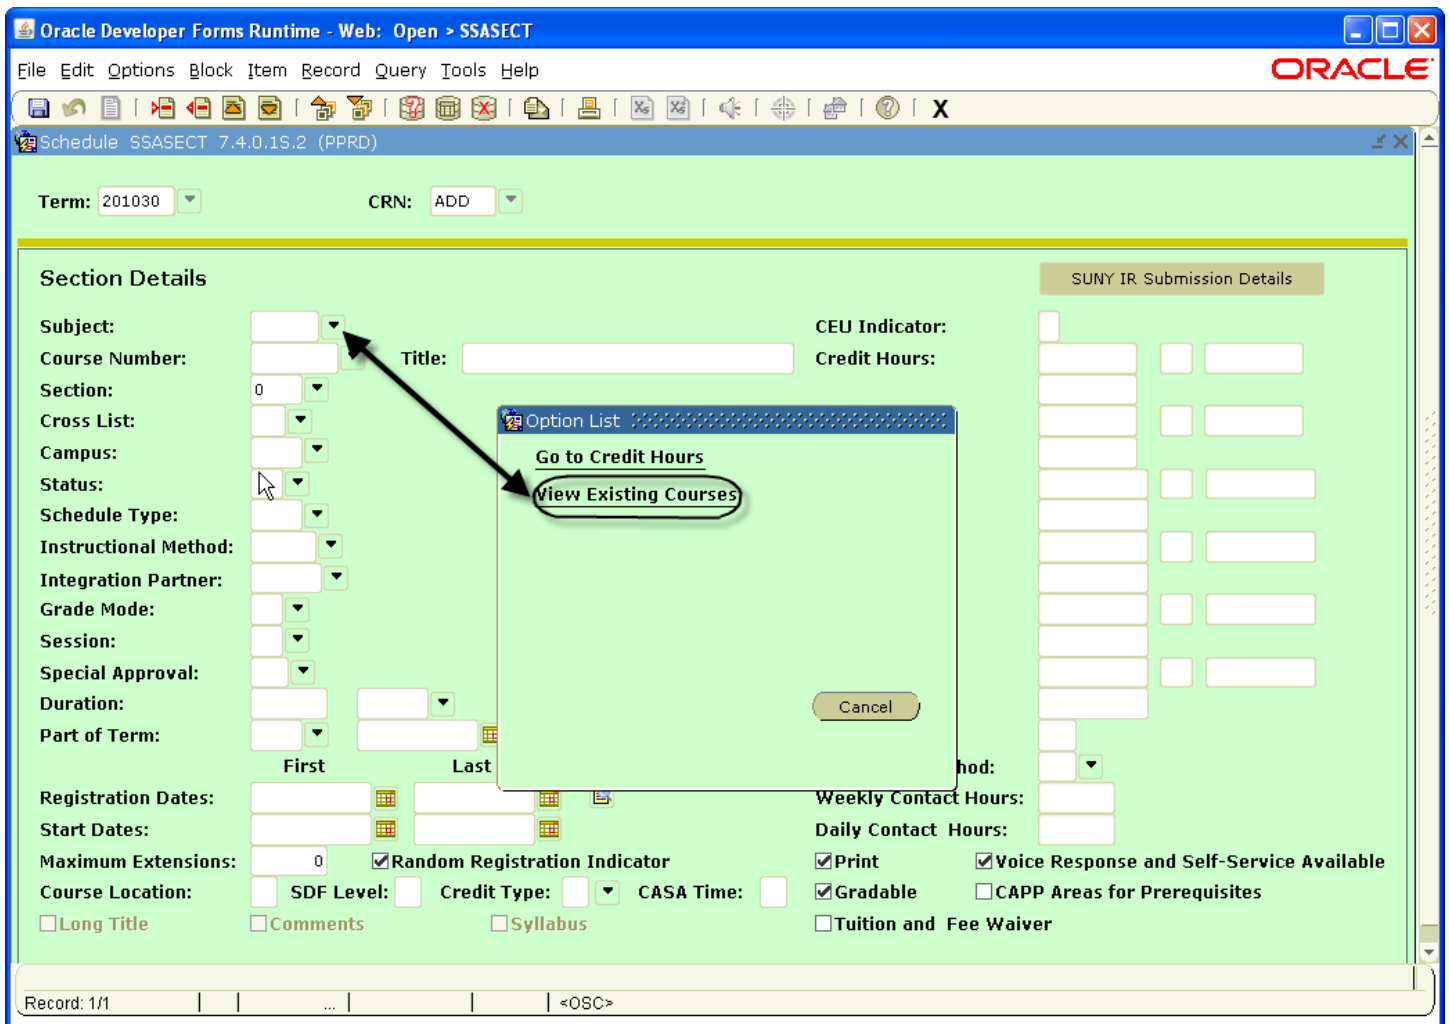 Oracle Developer Forms Runtime - Web: Open > SSASECT
File Edit Options Block Item Record Query Tools Help
ORACLE
X
Schedule SSASECT 7.4.0.1S.2 (PPRD)
Term: 201030 CRN: ADD
Section Details
SUNY IR Submission Details
Subject: CEU Indicator:
Course Number: Title: Credit Hours:
Section: 0
Cross List:
Option List
Campus:
Go to Credit Hours
Status:
View Existing Courses
Schedule Type:
Instructional Method:
Integration Partner:
Grade Mode:
Session:
Special Approval:
Duration:
Cancel
Part of Term:
First Last hod:
Registration Dates: Weekly Contact Hours:
Start Dates: Daily Contact Hours:
Maximum Extensions: 0 Random Registration Indicator Print Voice Response and Self-Service Available
Course Location: SDF Level: Credit Type: CASA Time: Gradable CAPP Areas for Prerequisites
Long Title Comments Syllabus Tuition and Fee Waiver
Record: 1/1 ... <OSC>